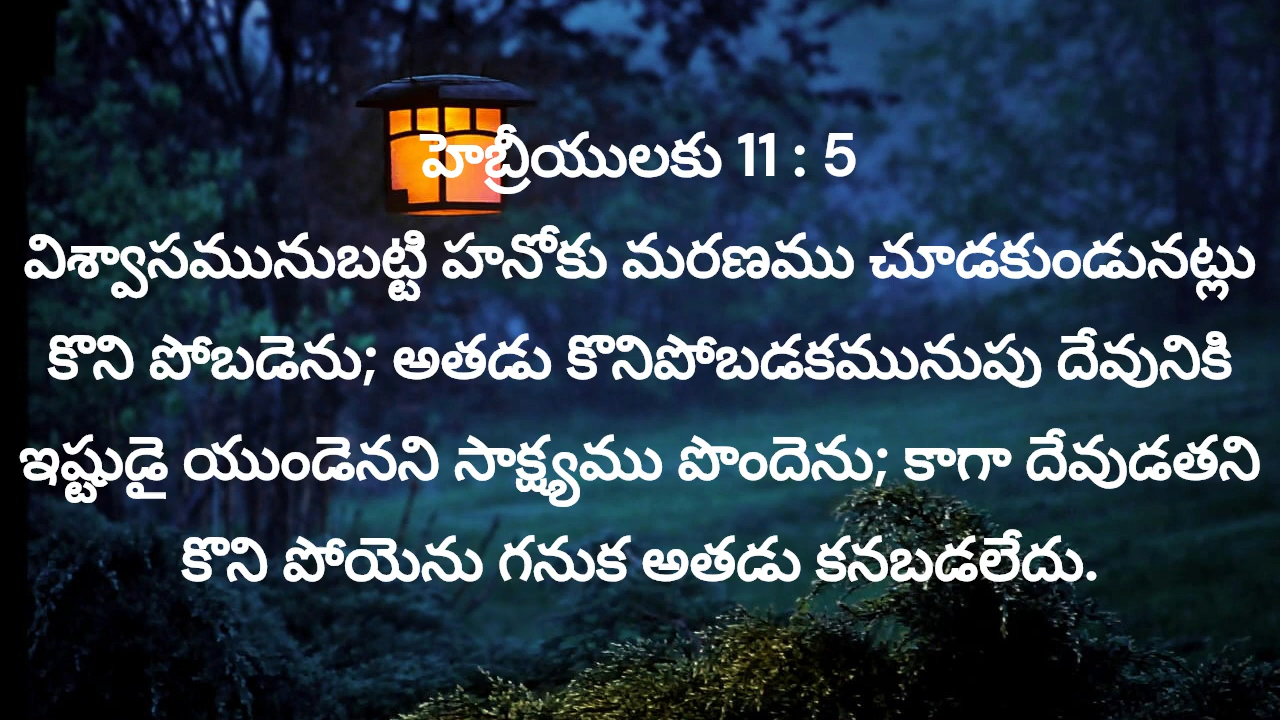 హెబ్రీయులకు 11 : 5
విశ్వాసమునుబట్టి హనోకు మరణము చూడకుండునట్లు
కొని పోబడెను; అతడు కొనిపోబడకమునుపు దేవునికి
ఇష్టుడై యుండెనని సాక్ష్యము పొందెను; కాగా దేవుడతని
కొని పోయెను గనుక అతడు కనబడలేదు.